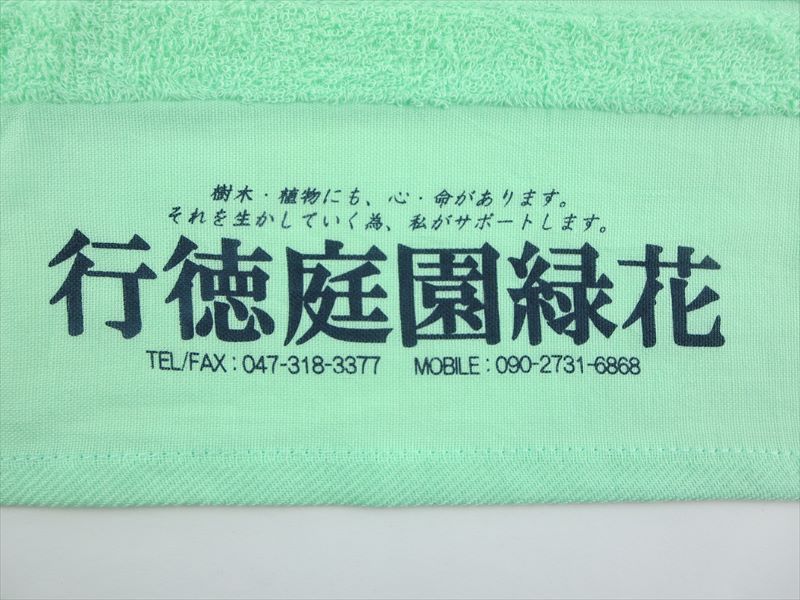 樹木・植物にも、心・命があります。
それを生かしていく為、私がサポートします。
行徳庭園緑花
TEL/FAX : 047-318-3377 MOBILE : 090-2731-6868